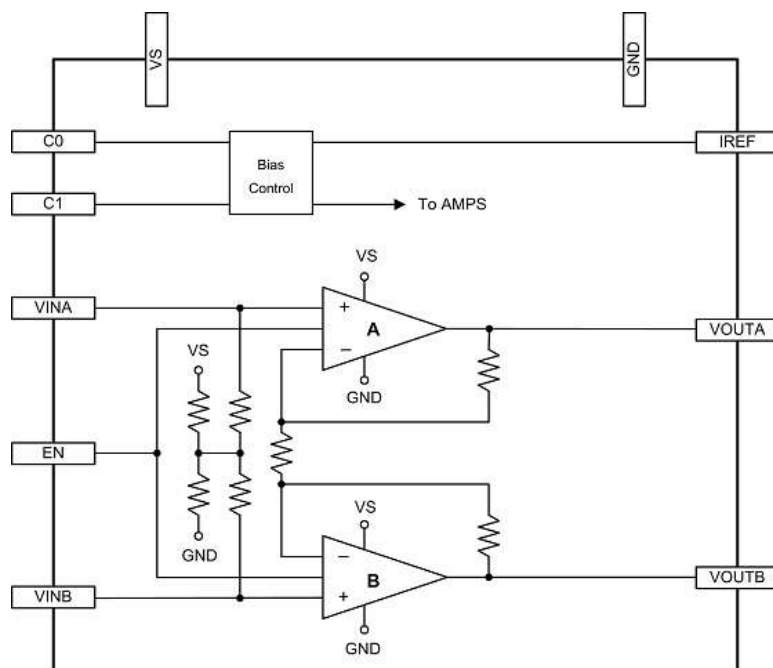 VS
GND
C0
IREF
Bias
Control
C1
To AMPS
VS
VINA
+
A
VOUTA
−
VS
GND
EN
VS
GND
−
B
VOUTB
VINB
+
GND